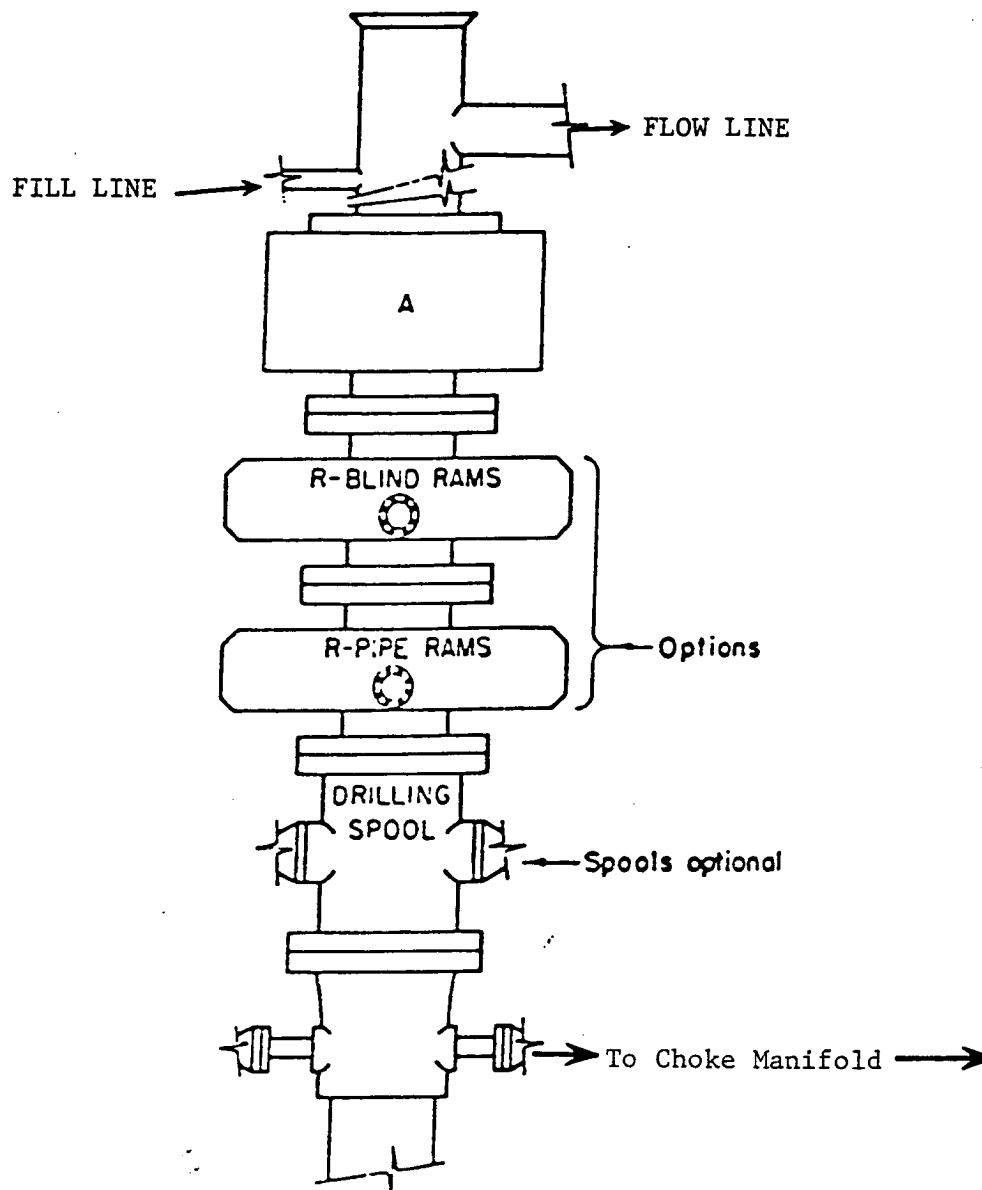 FLOW LINE
FILL LINE
A
R-BLIND RAMS
R-PIPE RAMS
Options
DRILLING
SPOOL
Spools optional
To Choke Manifold